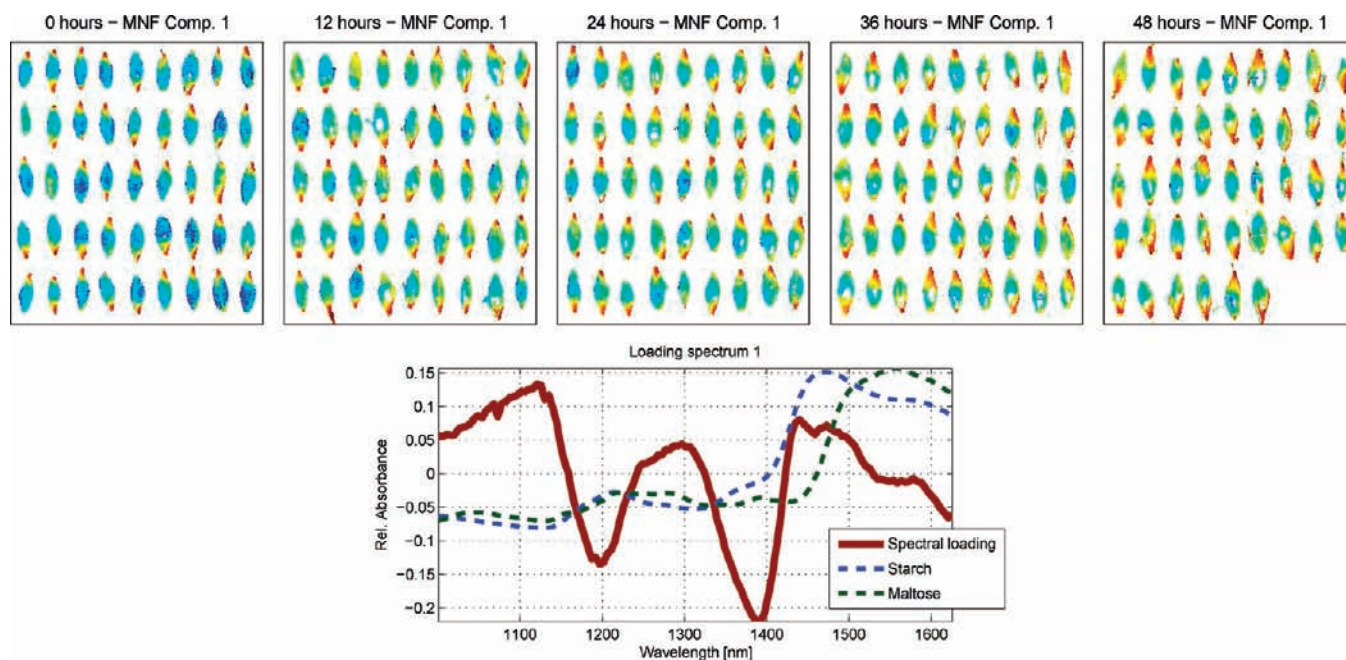 0 hours – MNF Comp. 1
12 hours – MNF Comp. 1
24 hours – MNF Comp. 1
36 hours – MNF Comp. 1
48 hours – MNF Comp. 1
Loading spectrum 1
0.15
0.1
0.05
0
−0.05
−0.1
−0.15
−0.2
Rel. Absorbance
Spectral loading
Starch
Maltose
1100 1200 1300 1400 1500 1600
Wavelength [nm]